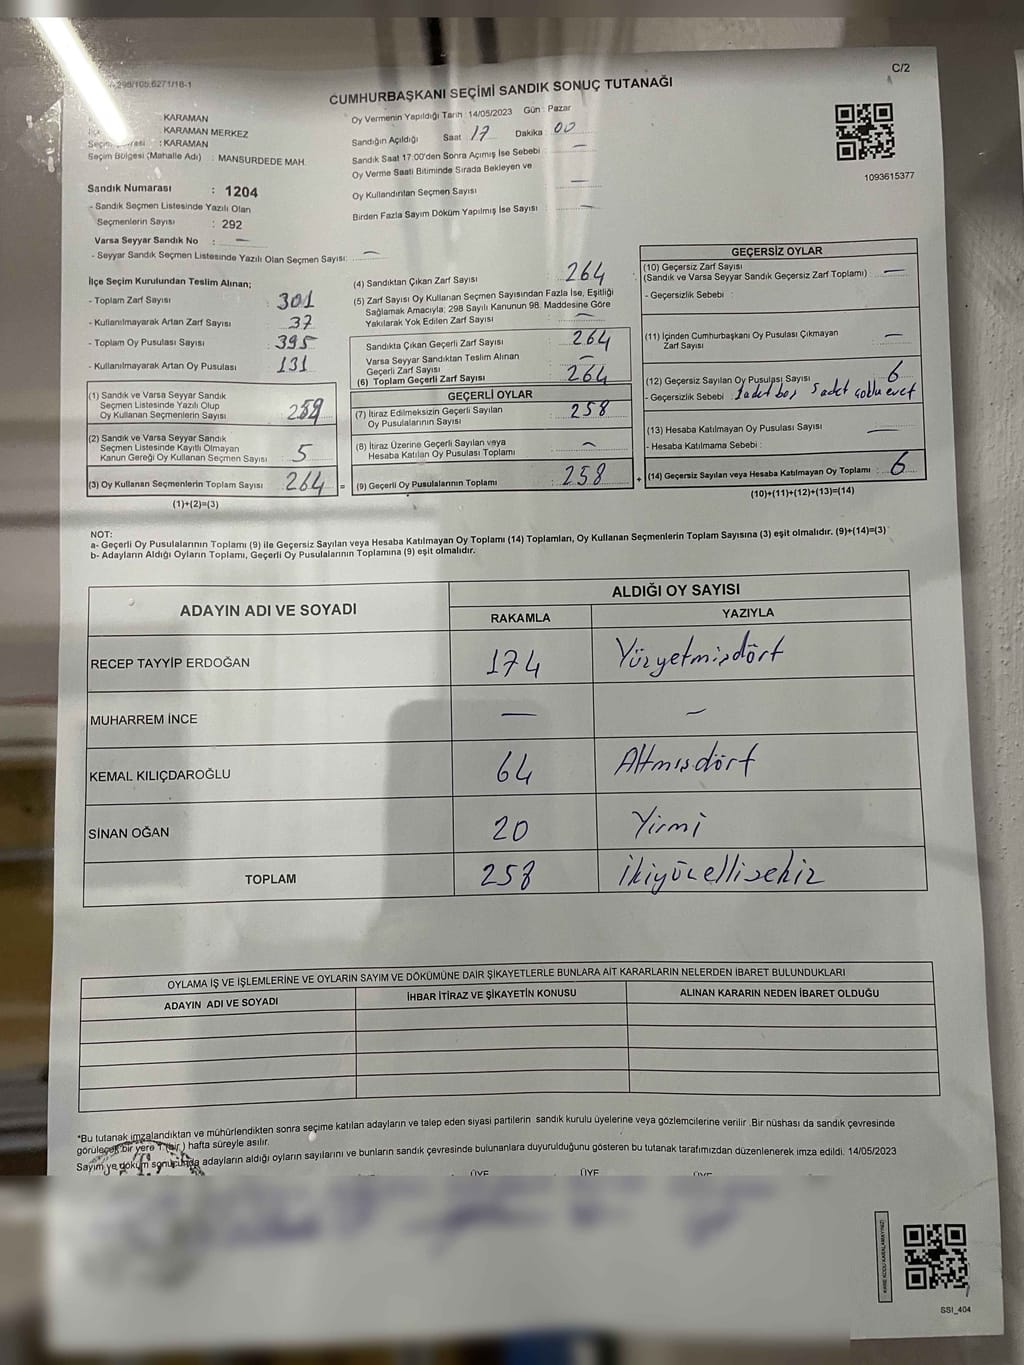 C/2
298/105.6271/18-1
CUMHURBAŞKANI SEÇİMİ SANDIK SONUÇ TUTANAĞI
: KARAMAN
: KARAMAN MERKEZ
: KARAMAN
Seçim Bölgesi (Mahalle Adı) : MANSURDEDE MAH.
Sandık Numarası : 1204
- Sandık Seçmen Listesinde Yazılı Olan
Seçmenlerin Sayısı : 292
Varsa Seyyar Sandık No : —
- Seyyar Sandık Seçmen Listesinde Yazılı Olan Seçmen Sayısı: —
Oy Vermenin Yapıldığı Tarih : 14/05/2023 Gün : Pazar
Sandığın Açıldığı Saat 17 Dakika 00
Sandık Saat 17:00'den Sonra Açımış İse Sebebi : —
Oy Verme Saati Bitiminde Sırada Bekleyen ve
Oy Kullandırılan Seçmen Sayısı : —
Birden Fazla Sayım Döküm Yapılmış İse Sayısı : —
1093615377
İlçe Seçim Kurulundan Teslim Alınan;
- Toplam Zarf Sayısı : 301
- Kullanılmayarak Artan Zarf Sayısı : 37
- Toplam Oy Pusulası Sayısı : 395
- Kullanılmayarak Artan Oy Pusulası : 131
(1) Sandık ve Varsa Seyyar Sandık
Seçmen Listesinde Yazılı Olup
Oy Kullanan Seçmenlerin Sayısı : 259
(2) Sandık ve Varsa Seyyar Sandık
Seçmen Listesinde Kayıtlı Olmayan
Kanun Gereği Oy Kullanan Seçmen Sayısı : 5
(3) Oy Kullanan Seçmenlerin Toplam Sayısı : 264 =
(1)+(2)=(3)
(4) Sandıktan Çıkan Zarf Sayısı : 264
(5) Zarf Sayısı Oy Kullanan Seçmen Sayısından Fazla İse, Eşitliği
Sağlamak Amacıyla; 298 Sayılı Kanunun 98. Maddesine Göre
Yakılarak Yok Edilen Zarf Sayısı : —
Sandıkta Çıkan Geçerli Zarf Sayısı : 264
Varsa Seyyar Sandıktan Teslim Alınan
Geçerli Zarf Sayısı : —
(6) Toplam Geçerli Zarf Sayısı : 264
GEÇERLİ OYLAR
(7) İtiraz Edilmeksizin Geçerli Sayılan
Oy Pusulalarının Sayısı : 258
(8) İtiraz Üzerine Geçerli Sayılan veya
Hesaba Katılan Oy Pusulası Toplamı : —
(9) Geçerli Oy Pusulalarının Toplamı : 258 +
GEÇERSİZ OYLAR
(10) Geçersiz Zarf Sayısı
(Sandık ve Varsa Seyyar Sandık Geçersiz Zarf Toplamı) : —
- Geçersizlik Sebebi :
(11) İçinden Cumhurbaşkanı Oy Pusulası Çıkmayan
Zarf Sayısı : —
(12) Geçersiz Sayılan Oy Pusulası Sayısı : 6
- Geçersizlik Sebebi : 1adet boş 5 adet çoklu evet
(13) Hesaba Katılmayan Oy Pusulası Sayısı : —
- Hesaba Katılmama Sebebi :
(14) Geçersiz Sayılan veya Hesaba Katılmayan Oy Toplamı : 6
(10)+(11)+(12)+(13)=(14)
NOT:
a- Geçerli Oy Pusulalarının Toplamı (9) ile Geçersiz Sayılan veya Hesaba Katılmayan Oy Toplamı (14) Toplamları, Oy Kullanan Seçmenlerin Toplam Sayısına (3) eşit olmalıdır. (9)+(14)=(3)
b- Adayların Aldığı Oyların Toplamı, Geçerli Oy Pusulalarının Toplamına (9) eşit olmalıdır.
ADAYIN ADI VE SOYADI
ALDIĞI OY SAYISI
RAKAMLA YAZIYLA
RECEP TAYYİP ERDOĞAN 174 Yüzyetmişdört
MUHARREM İNCE — —
KEMAL KILIÇDAROĞLU 64 Altmışdört
SİNAN OĞAN 20 Yirmi
TOPLAM 258 İkiyüzellisekiz
OYLAMA İŞ VE İŞLEMLERİNE VE OYLARIN SAYIM VE DÖKÜMÜNE DAİR ŞİKAYETLERLE BUNLARA AİT KARARLARIN NELERDEN İBARET BULUNDUKLARI
ADAYIN ADI VE SOYADI İHBAR İTİRAZ VE ŞİKAYETİN KONUSU ALINAN KARARIN NEDEN İBARET OLDUĞU
*Bu tutanak imzalandıktan ve mühürlendikten sonra seçime katılan adayların ve talep eden siyasi partilerin sandık kurulu üyelerine veya gözlemcilerine verilir .Bir nüshası da sandık çevresinde
görülecek bir yere 1 (bir ) hafta süreyle asılır.
Sayım ve döküm sonucunda adayların aldığı oyların sayılarını ve bunların sandık çevresinde bulunanlara duyurulduğunu gösteren bu tutanak tarafımızdan düzenlenerek imza edildi. 14/05/2023
ÜYE ÜYE ÜYE
SSI_404